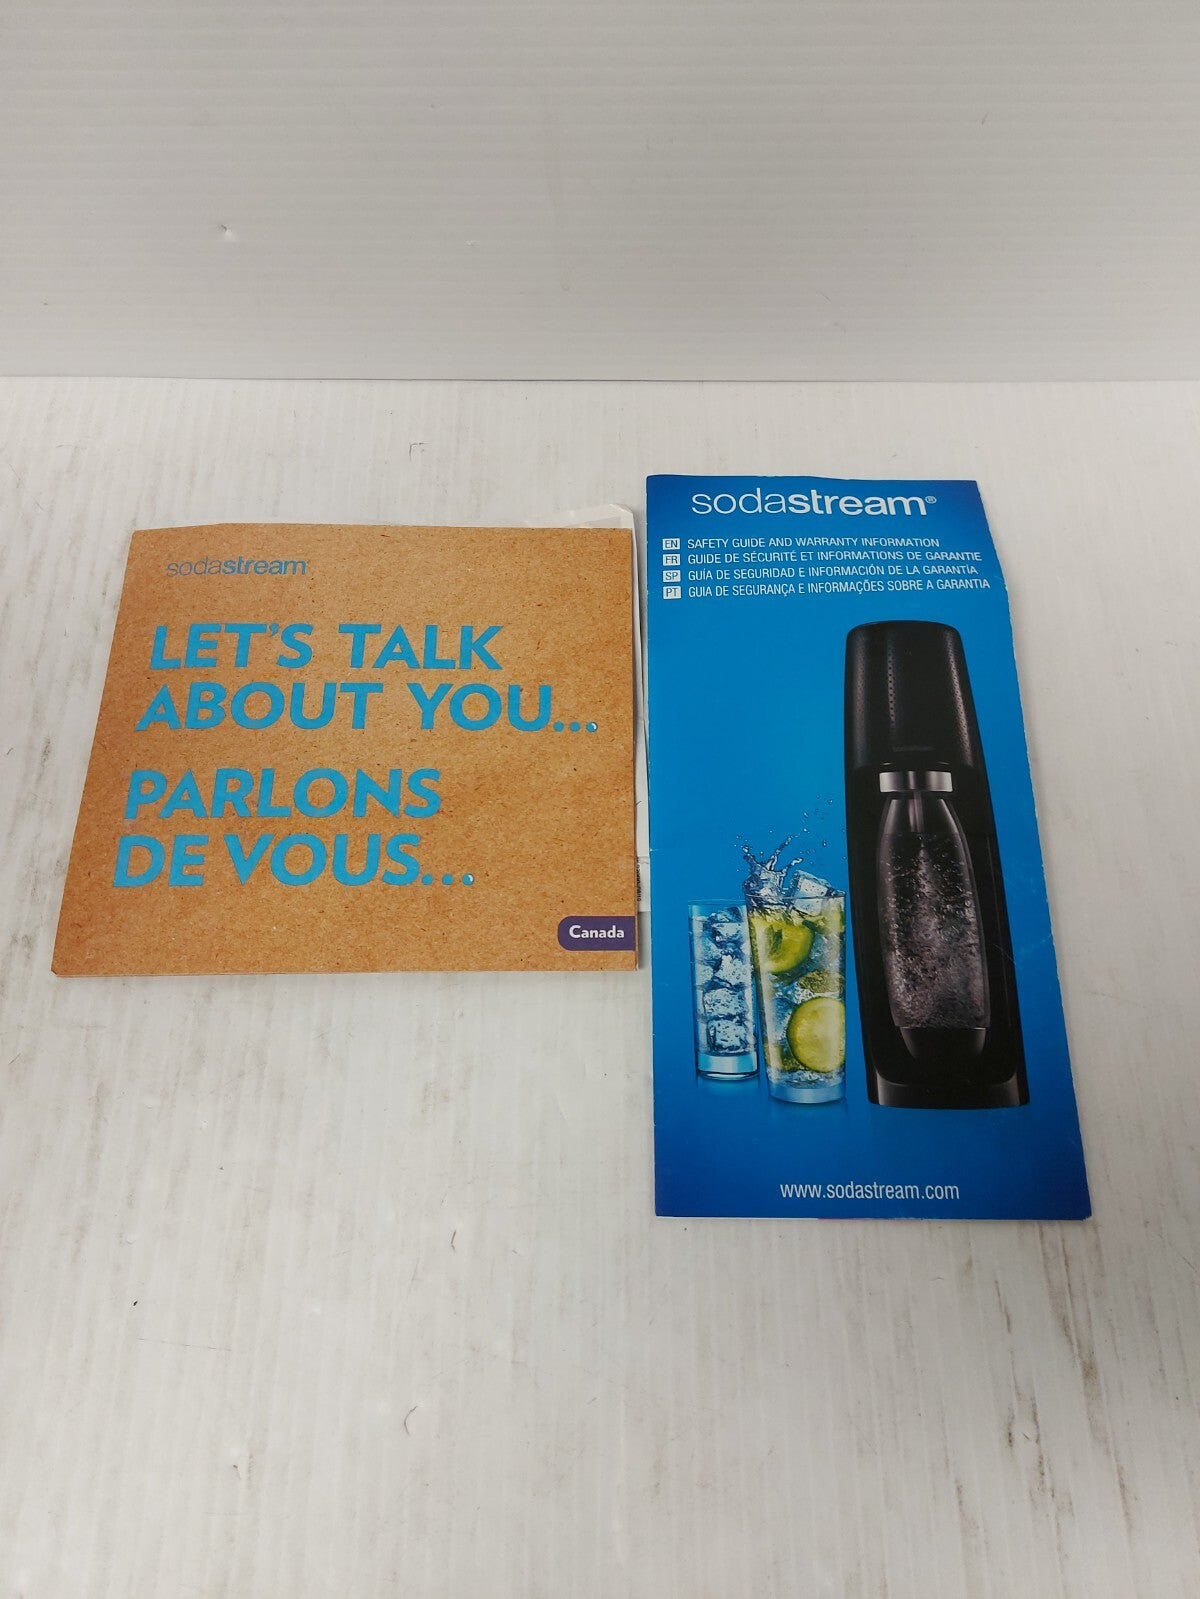 sodastream
LET'S TALK
ABOUT YOU...
PARLONS
DE VOUS...
Canada
sodastream®
EN SAFETY GUIDE AND WARRANTY INFORMATION
FR GUIDE DE SÉCURITÉ ET INFORMATIONS DE GARANTIE
SP GUÍA DE SEGURIDAD E INFORMACIÓN DE LA GARANTÍA
PT GUIA DE SEGURANÇA E INFORMAÇÕES SOBRE A GARANTIA
www.sodastream.com